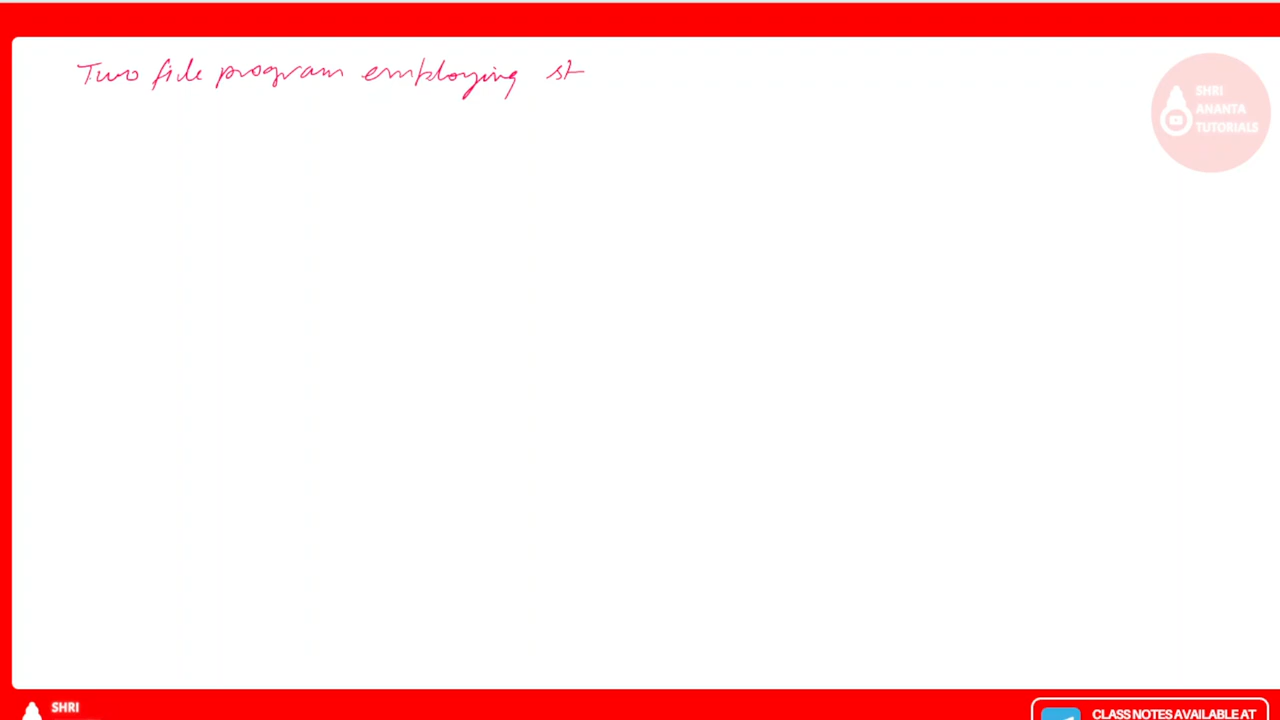 Two file program employing st
SHRI
ANANTA
TUTORIALS
SHRI
CLASS NOTES AVAILABLE AT